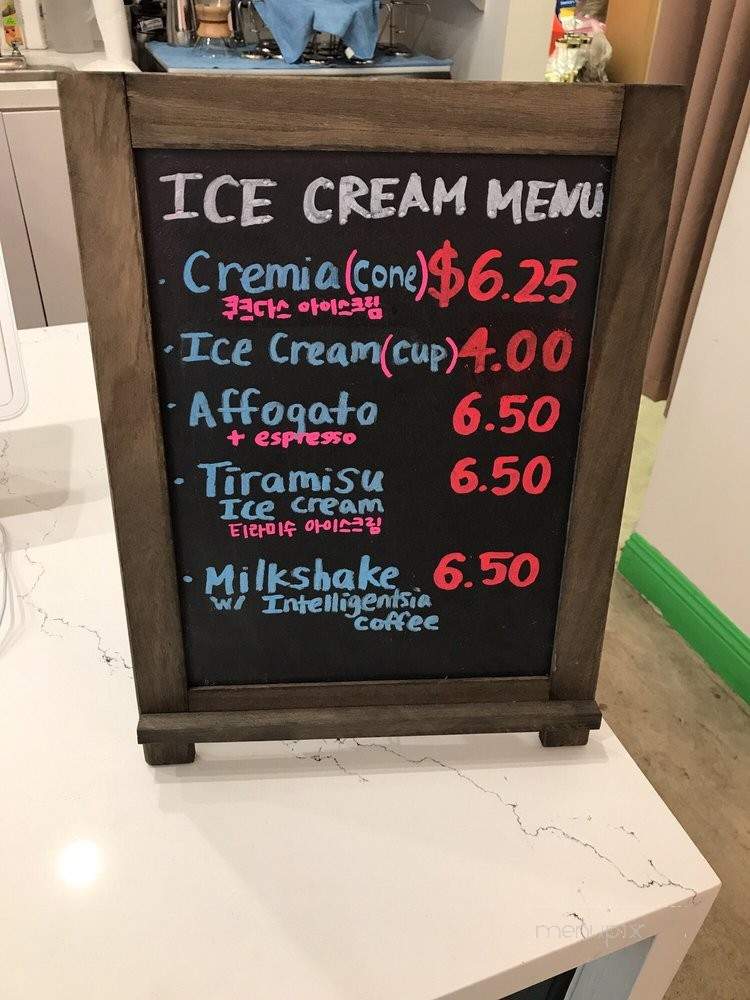 ICE CREAM MENU
· Cremia (cone) $6.25
쿠크다스 아이스크림
· Ice Cream (cup) 4.00
· Affogato 6.50
+ espresso
· Tiramisu 6.50
Ice cream
티라미수 아이스크림
· Milkshake 6.50
w/ Intelligentsia
coffee
menupix